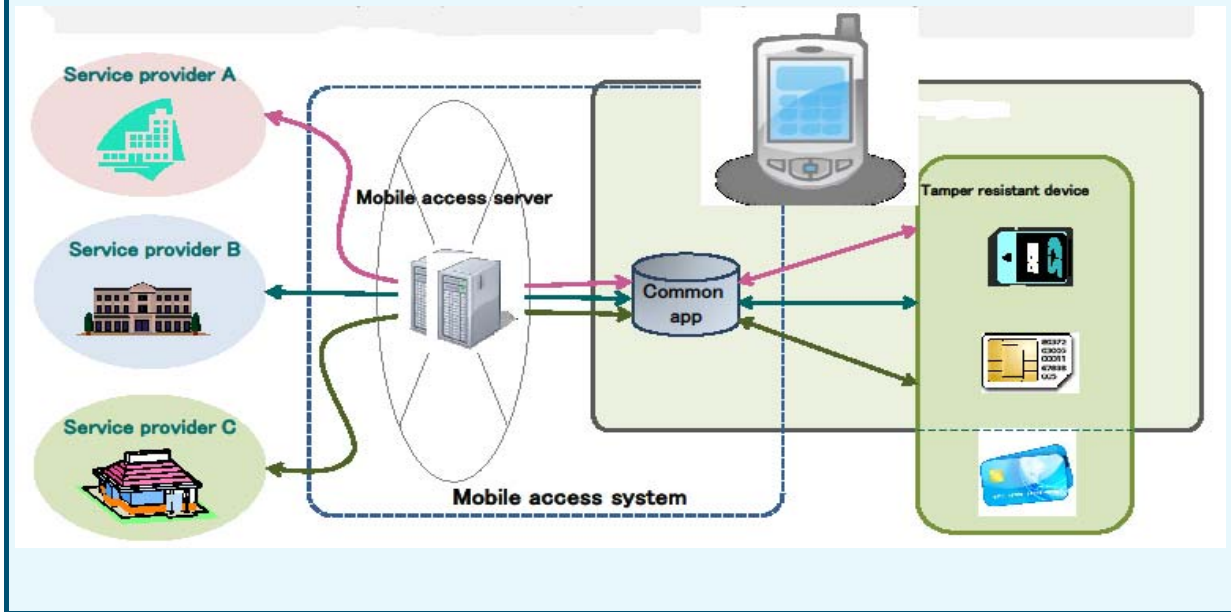 Service provider A
Mobile access server
Tamper resistant device
Service provider B
Common
app
Service provider C
Mobile access system